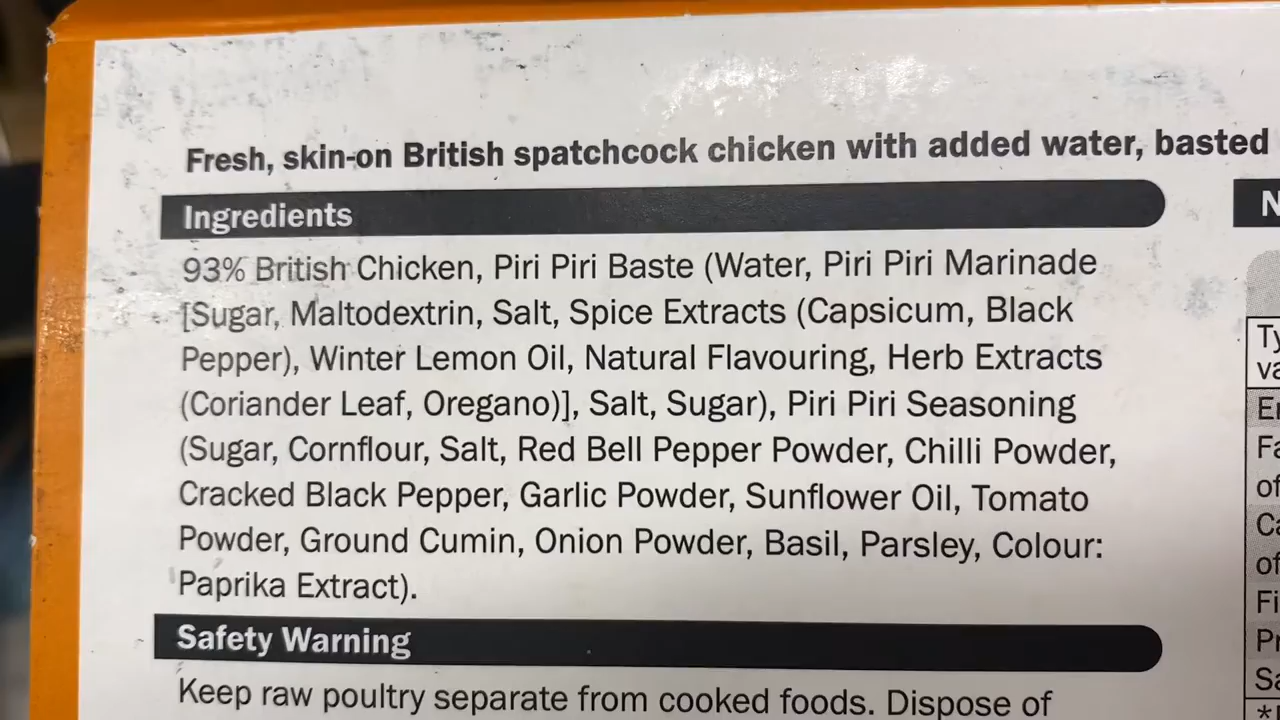 Fresh, skin-on British spatchcock chicken with added water, basted
Ingredients
93% British Chicken, Piri Piri Baste (Water, Piri Piri Marinade
[Sugar, Maltodextrin, Salt, Spice Extracts (Capsicum, Black
Pepper), Winter Lemon Oil, Natural Flavouring, Herb Extracts
(Coriander Leaf, Oregano)], Salt, Sugar), Piri Piri Seasoning
(Sugar, Cornflour, Salt, Red Bell Pepper Powder, Chilli Powder,
Cracked Black Pepper, Garlic Powder, Sunflower Oil, Tomato
Powder, Ground Cumin, Onion Powder, Basil, Parsley, Colour:
Paprika Extract).
Safety Warning
Keep raw poultry separate from cooked foods. Dispose of